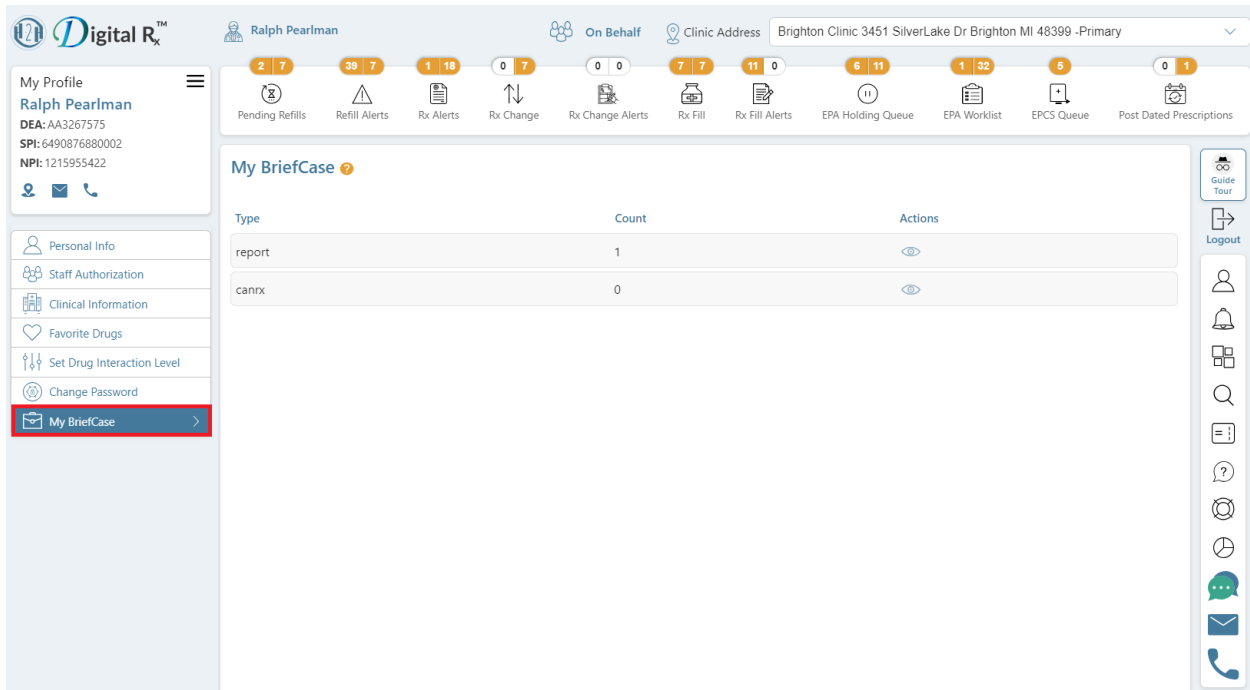 H2H Digital Rx™
Ralph Pearlman
On Behalf
Clinic Address
Brighton Clinic 3451 SilverLake Dr Brighton MI 48399 -Primary
My Profile
Ralph Pearlman
DEA: AA3267575
SPI: 6490876880002
NPI: 1215955422
2 7
Pending Refills
39 7
Refill Alerts
1 18
Rx Alerts
0 7
Rx Change
0 0
Rx Change Alerts
7 7
Rx Fill
11 0
Rx Fill Alerts
6 11
EPA Holding Queue
1 32
EPA Worklist
5
EPCS Queue
0 1
Post Dated Prescriptions
Personal Info
Staff Authorization
Clinical Information
Favorite Drugs
Set Drug Interaction Level
Change Password
My BriefCase
My BriefCase ?
Type Count Actions
report 1
canrx 0
Guide
Tour
Logout